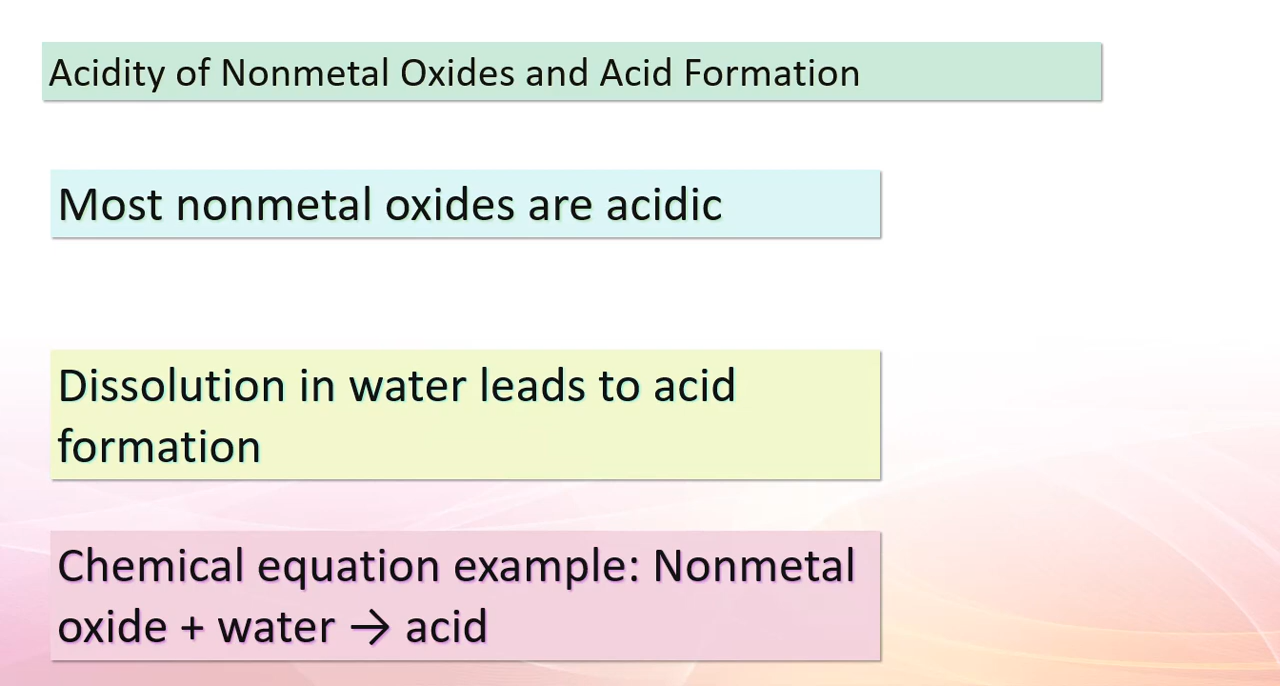 Acidity of Nonmetal Oxides and Acid Formation
Most nonmetal oxides are acidic
Dissolution in water leads to acid
formation
Chemical equation example: Nonmetal
oxide + water → acid